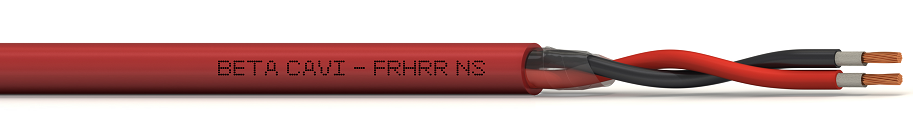 BETA CAVI - FRHRR NS